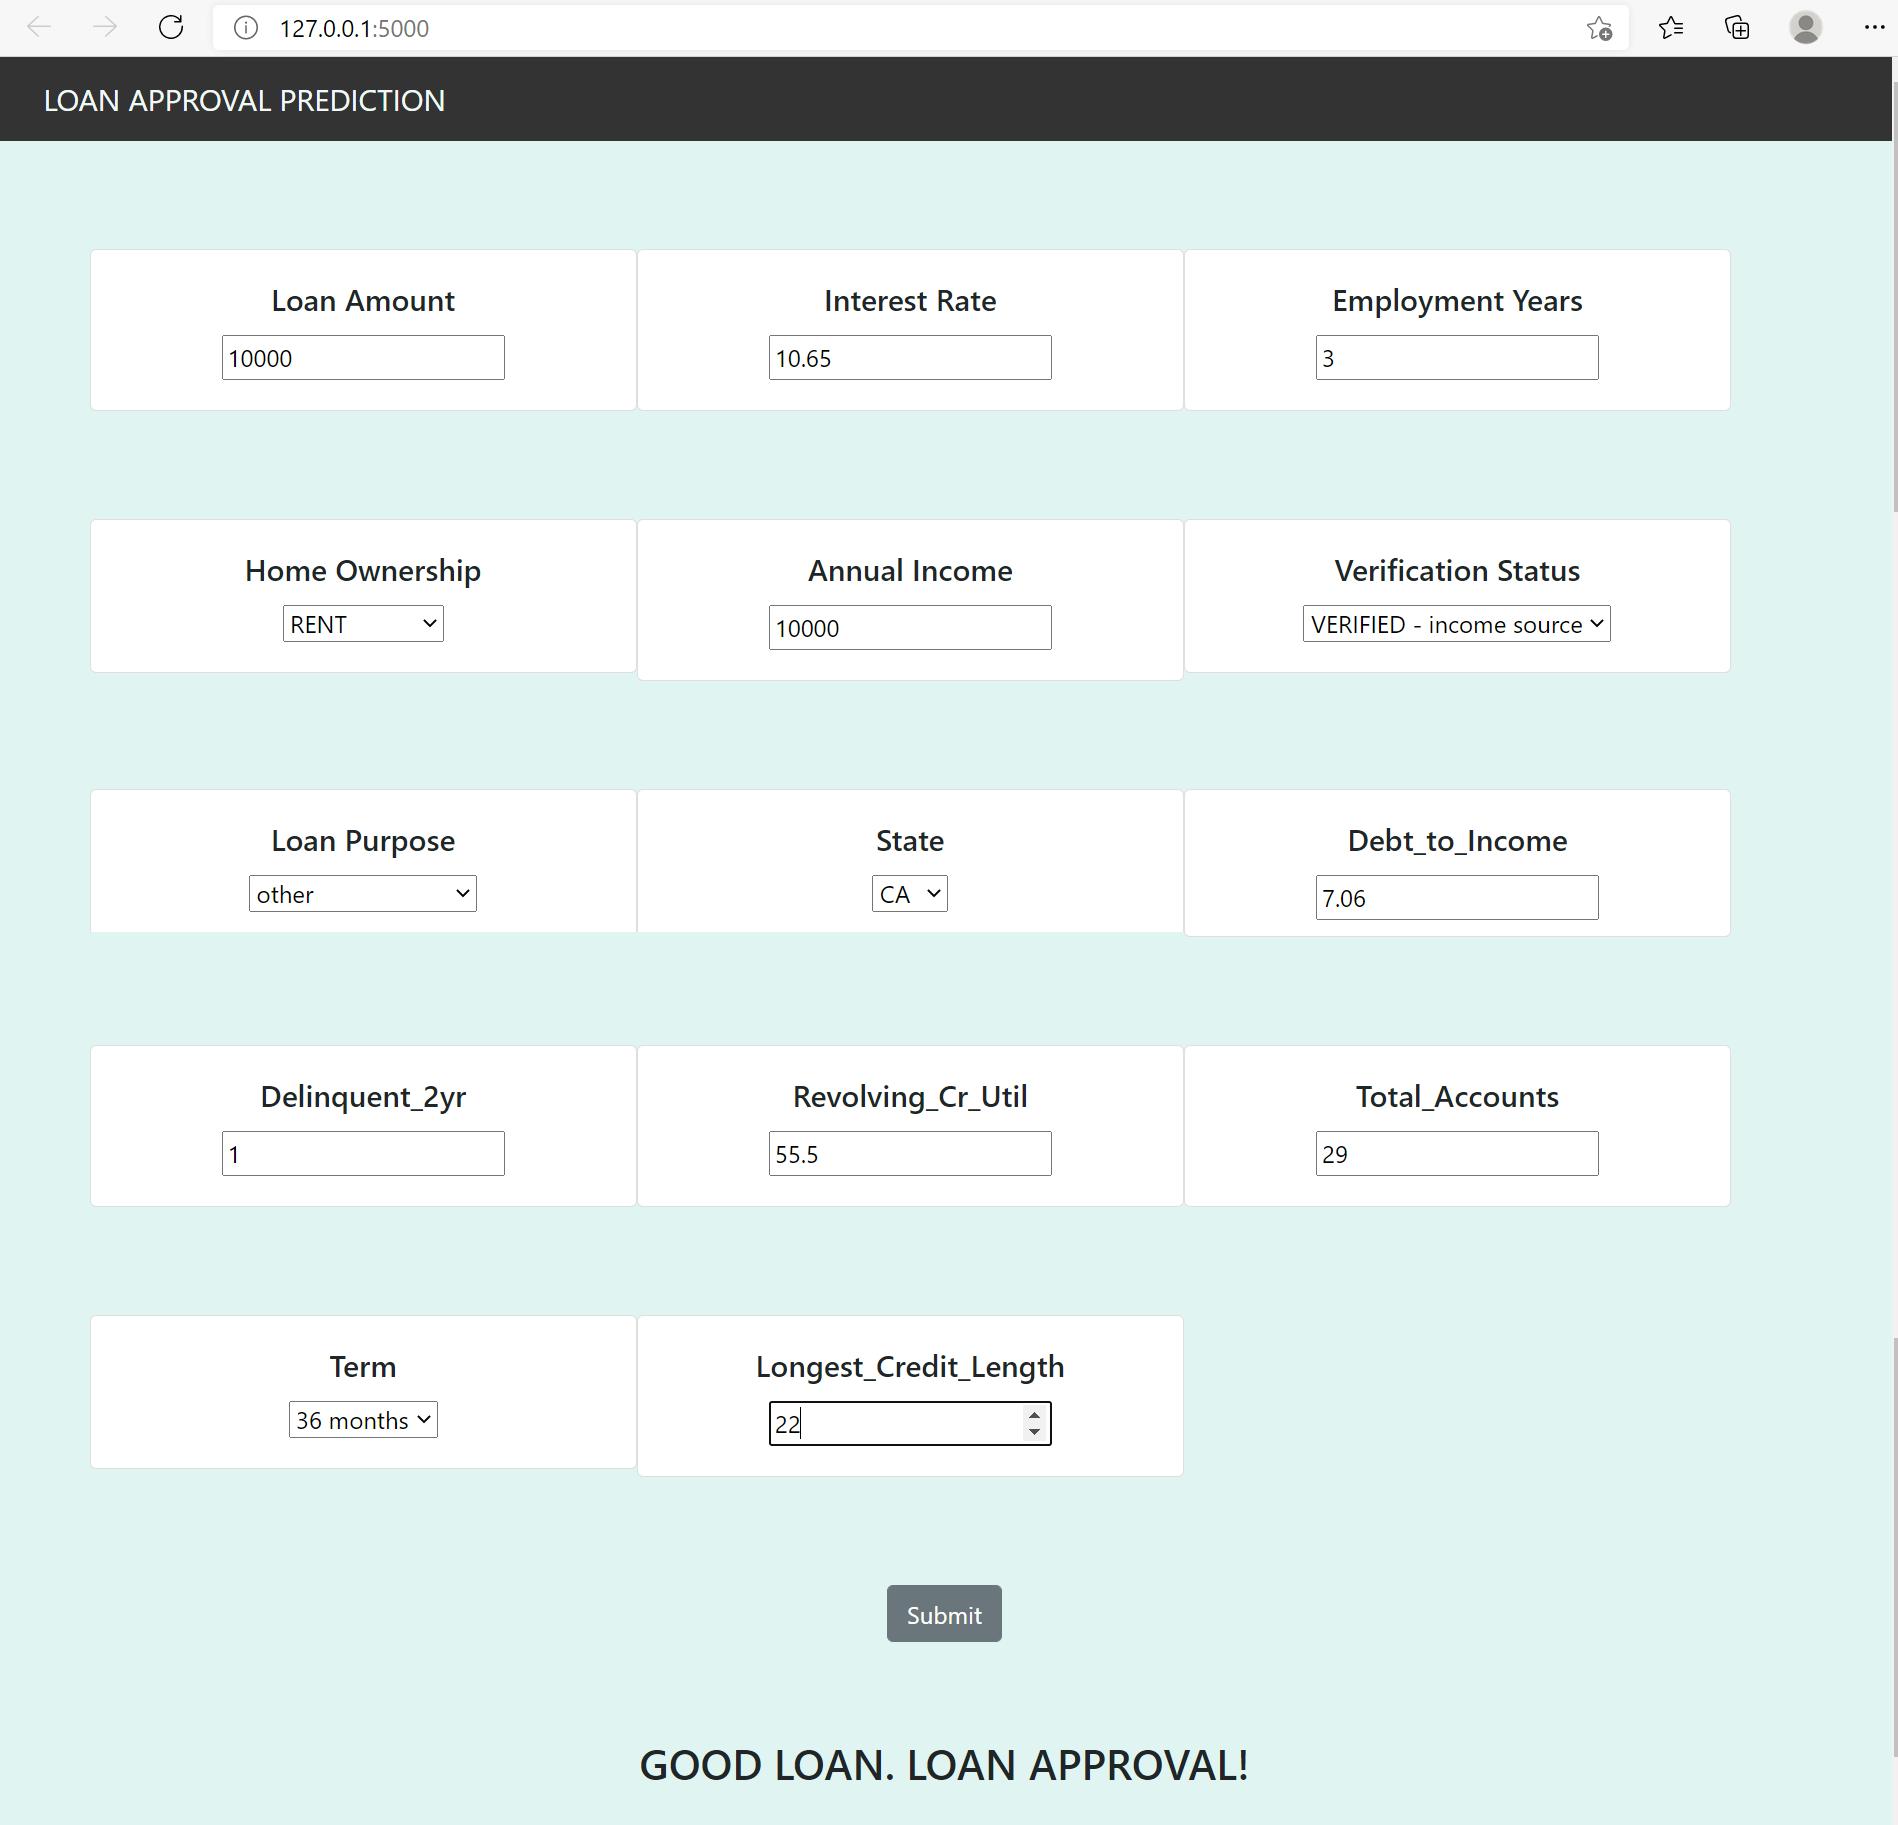 127.0.0.1:5000
LOAN APPROVAL PREDICTION
Loan Amount Interest Rate Employment Years
10000 10.65 3
Home Ownership Annual Income Verification Status
RENT 10000 VERIFIED - income source
Loan Purpose State Debt_to_Income
other CA 7.06
Delinquent_2yr Revolving_Cr_Util Total_Accounts
1 55.5 29
Term Longest_Credit_Length
36 months 22
Submit
GOOD LOAN. LOAN APPROVAL!